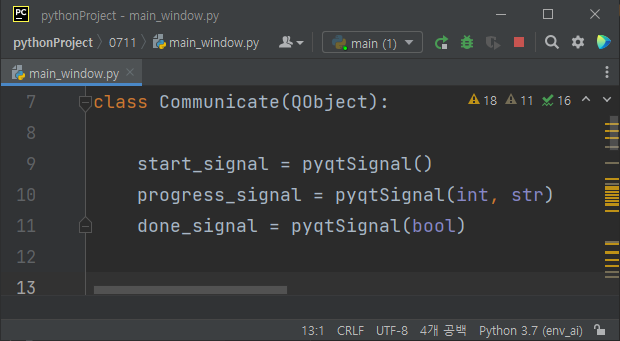 PC pythonProject - main_window.py
pythonProject 〉 0711 〉 main_window.py main (1)
main_window.py
7 class Communicate(QObject): 18 11 16
8
9 start_signal = pyqtSignal()
10 progress_signal = pyqtSignal(int, str)
11 done_signal = pyqtSignal(bool)
12
13
13:1 CRLF UTF-8 4개 공백 Python 3.7 (env_ai)